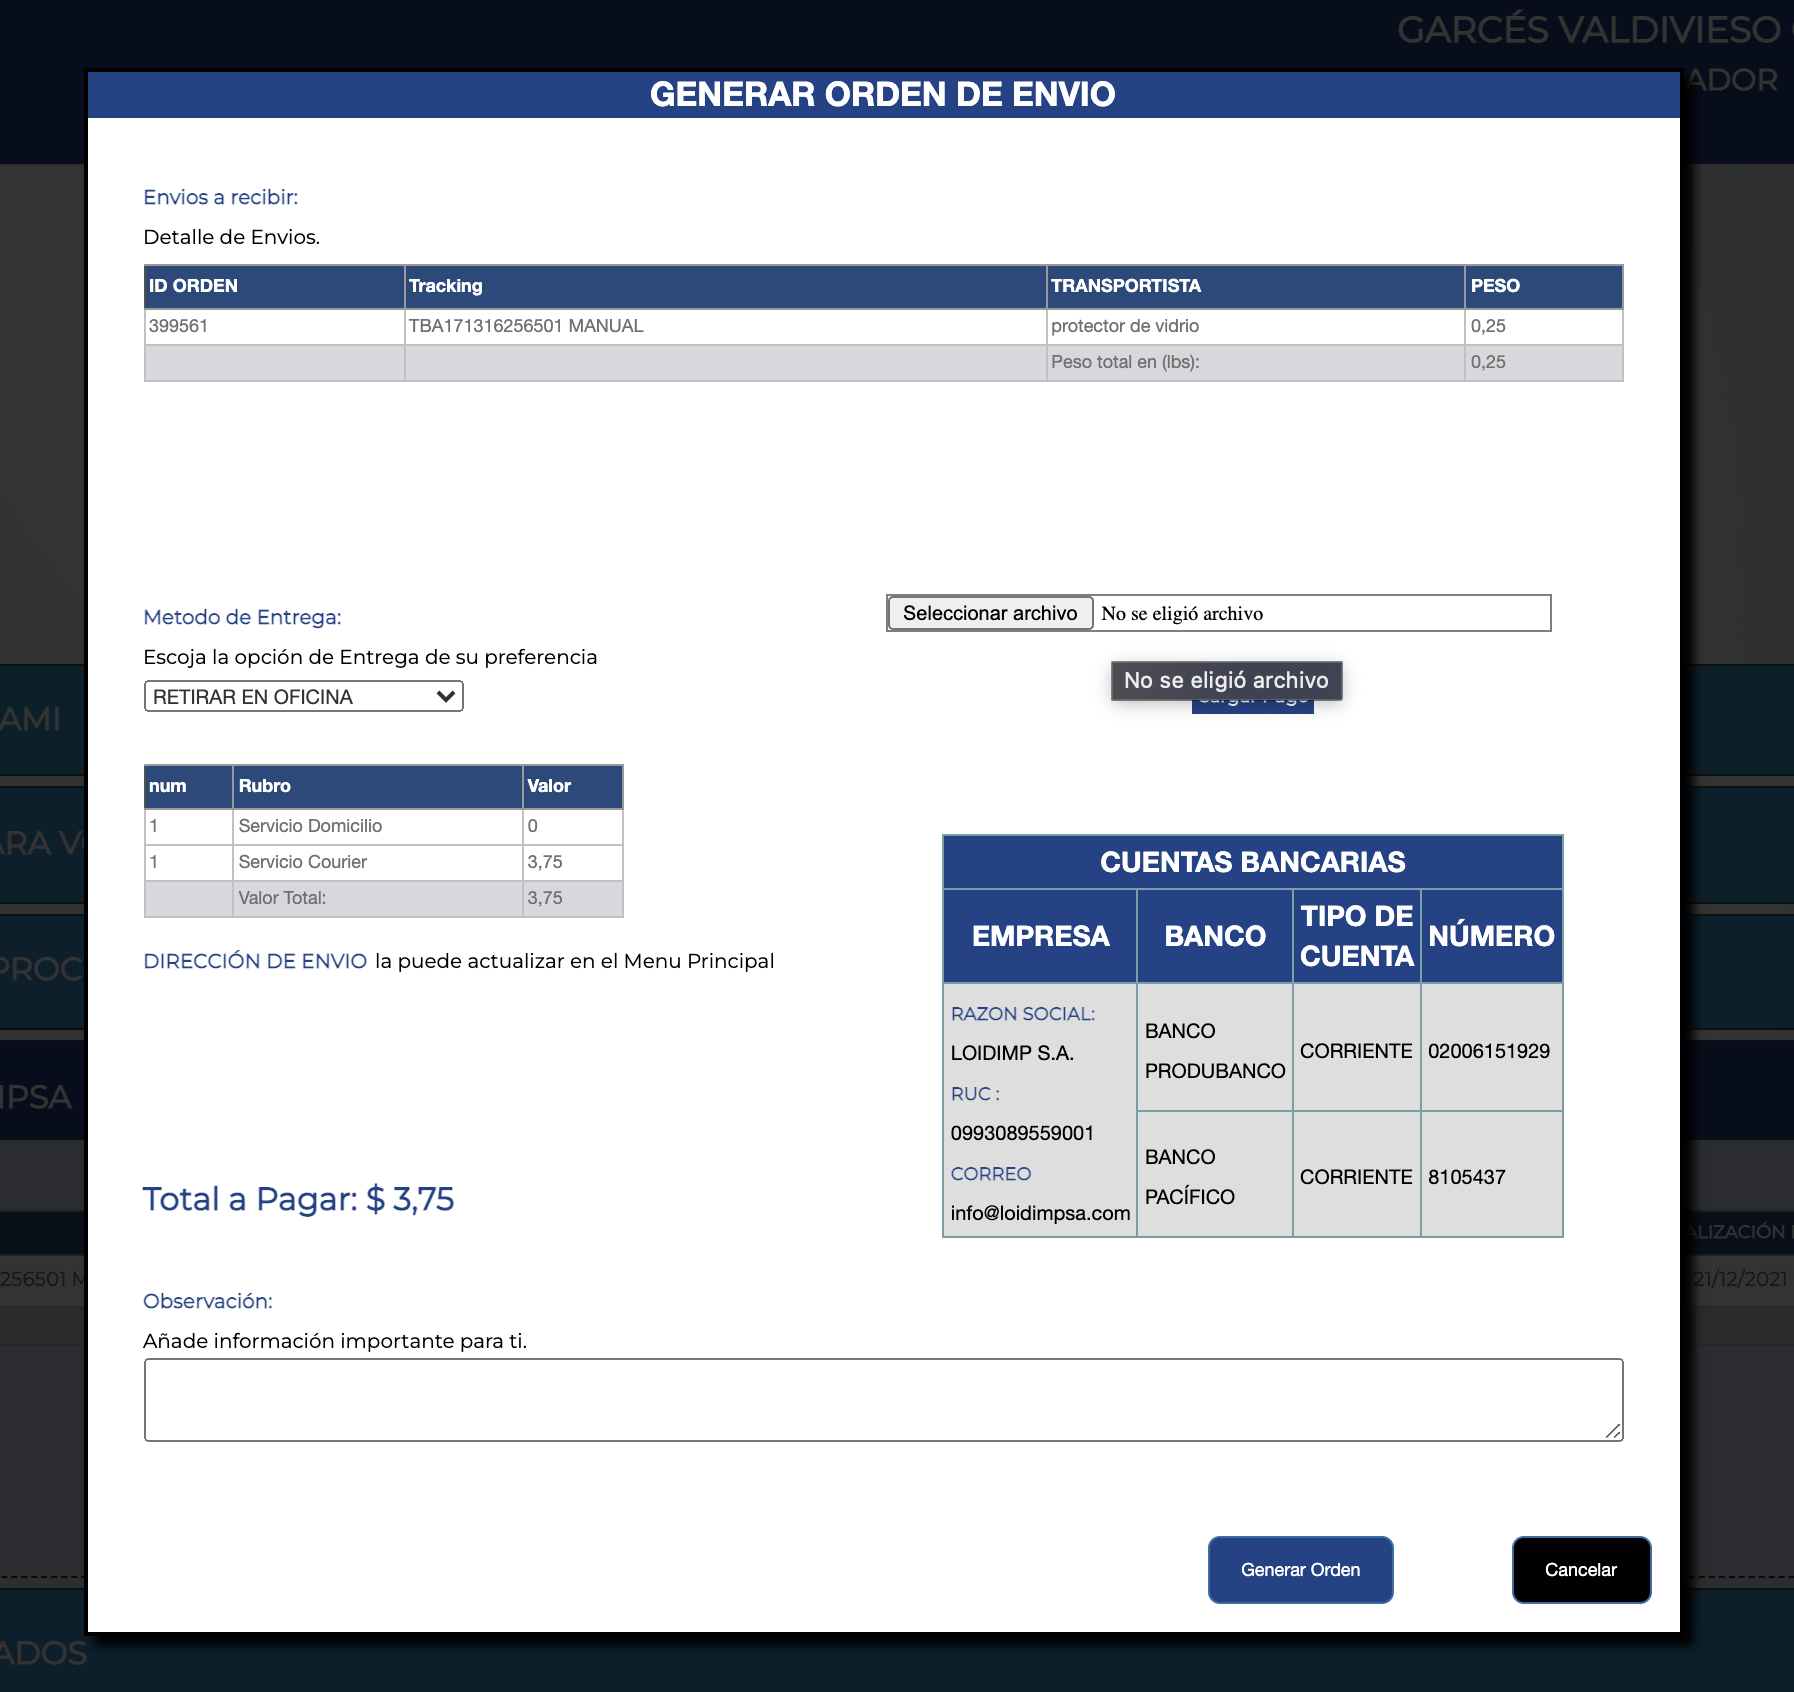 GARCÉS VALDIVIESO
ADOR
GENERAR ORDEN DE ENVIO
Envios a recibir:
Detalle de Envios.
ID ORDEN Tracking TRANSPORTISTA PESO
399561 TBA171316256501 MANUAL protector de vidrio 0,25
Peso total en (lbs): 0,25
Metodo de Entrega:
Escoja la opción de Entrega de su preferencia
RETIRAR EN OFICINA
Seleccionar archivo No se eligió archivo
No se eligió archivo
Cargar Pago
num Rubro Valor
1 Servicio Domicilio 0
1 Servicio Courier 3,75
Valor Total: 3,75
DIRECCIÓN DE ENVIO la puede actualizar en el Menu Principal
CUENTAS BANCARIAS
EMPRESA BANCO TIPO DE CUENTA NÚMERO
RAZON SOCIAL:
LOIDIMP S.A.
RUC :
0993089559001
CORREO
info@loidimpsa.com
BANCO PRODUBANCO CORRIENTE 02006151929
BANCO PACÍFICO CORRIENTE 8105437
Total a Pagar: $ 3,75
Observación:
Añade información importante para ti.
Generar Orden Cancelar
AMI
ARA V
PROC
MPSA
ALIZACIÓN
256501 M
21/12/2021
ADOS